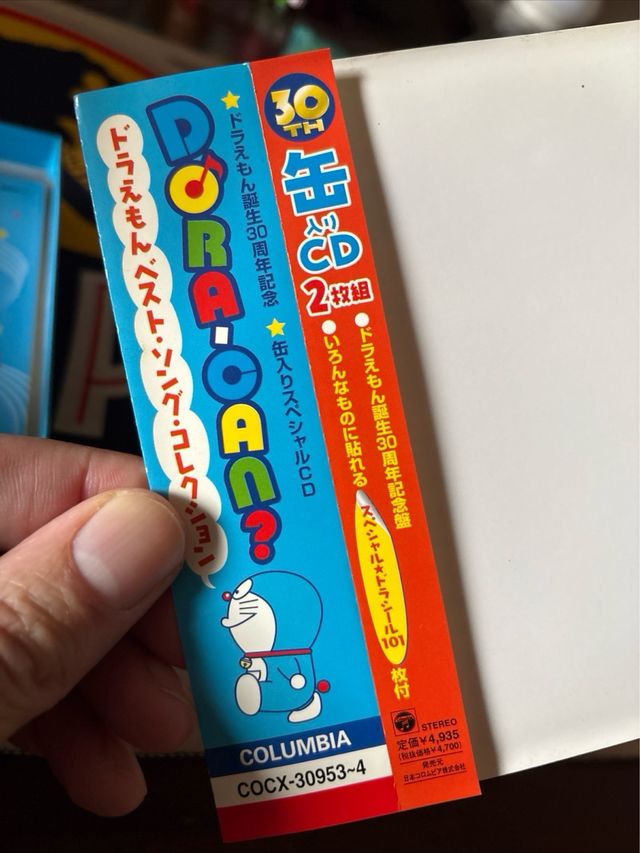 DORA・CAN?
★ドラえもん誕生30周年記念 ★缶入りスペシャルCD
ドラえもんベスト・ソング・コレクション
COLUMBIA
COCX-30953~4
30TH
缶入りCD
2枚組
●ドラえもん誕生30周年記念盤
●いろんなものに貼れる
スペシャル★ドラ・シール101枚付
STEREO
定価¥4,935
(税抜価格¥4,700)
発売元
日本コロムビア株式会社